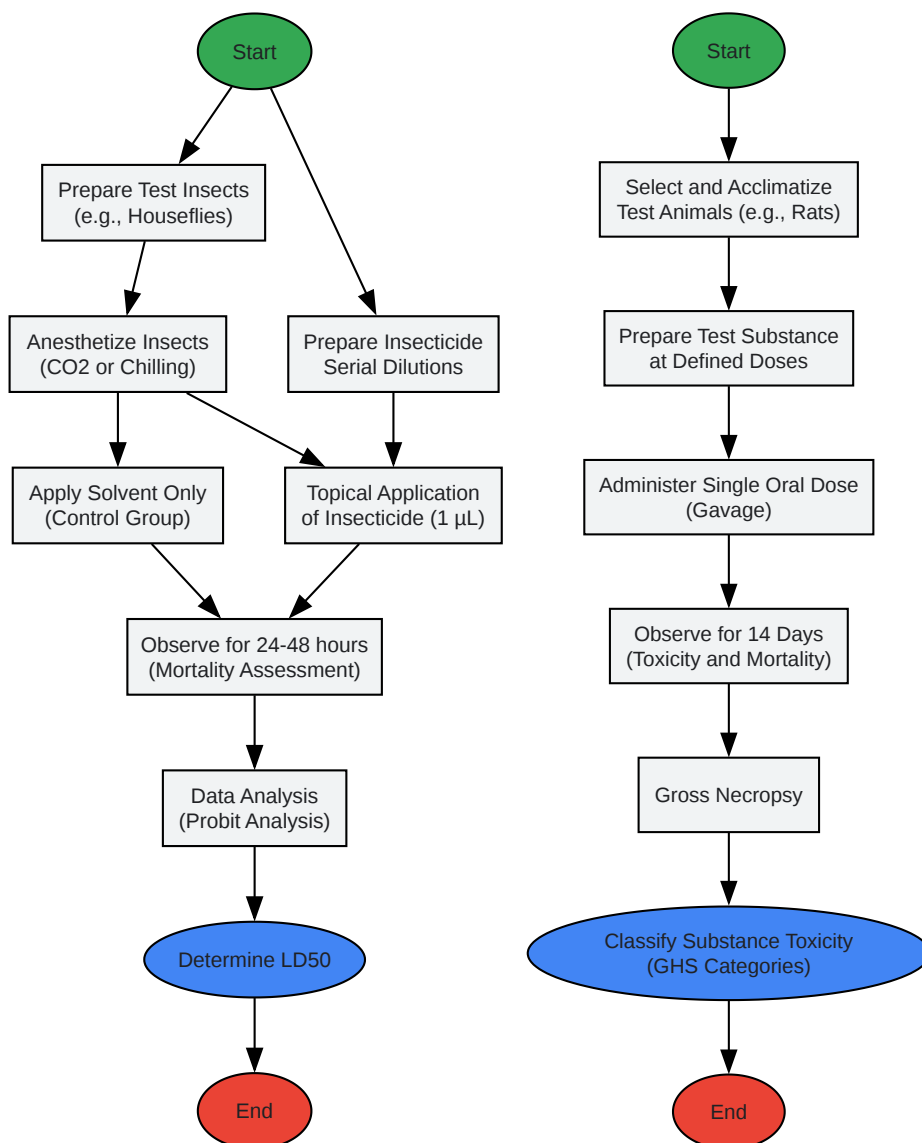 Start
Prepare Test Insects
(e.g., Houseflies)
Anesthetize Insects
(CO2 or Chilling)
Prepare Insecticide
Serial Dilutions
Apply Solvent Only
(Control Group)
Topical Application
of Insecticide (1 µL)
Observe for 24-48 hours
(Mortality Assessment)
Data Analysis
(Probit Analysis)
Determine LD50
End
Start
Select and Acclimatize
Test Animals (e.g., Rats)
Prepare Test Substance
at Defined Doses
Administer Single Oral Dose
(Gavage)
Observe for 14 Days
(Toxicity and Mortality)
Gross Necropsy
Classify Substance Toxicity
(GHS Categories)
End